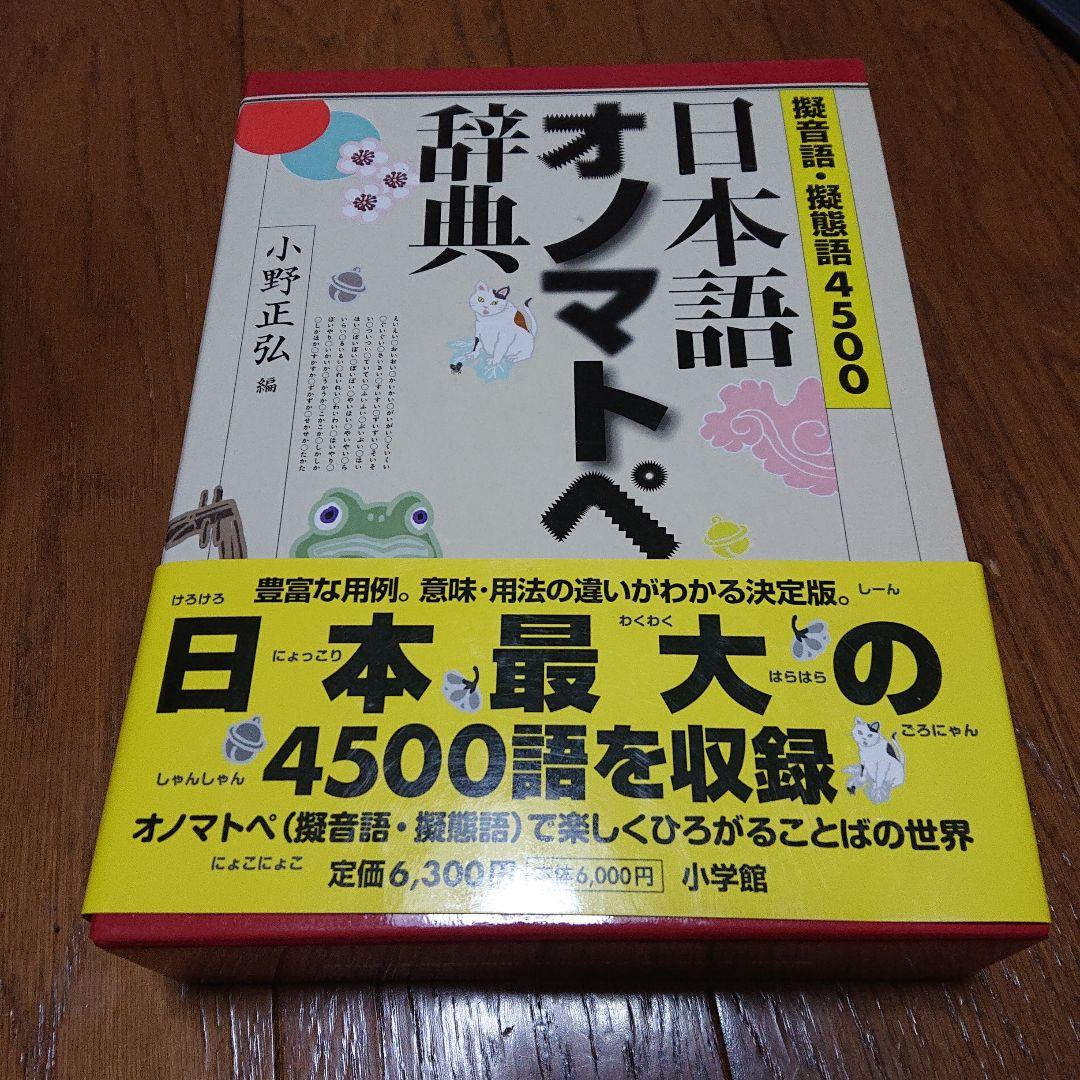 擬音語・擬態語4500
日本語
オノマトペ
辞典
小野正弘 編
豊富な用例。意味・用法の違いがわかる決定版。
けろけろ
しーん
わくわく
にょっこり
はらはら
日本最大の
ごろにゃん
しゃんしゃん
4500語を収録
オノマトペ(擬音語・擬態語)で楽しくひろがることばの世界
にょこにょこ
定価6,300円 本体6,000円 小学館